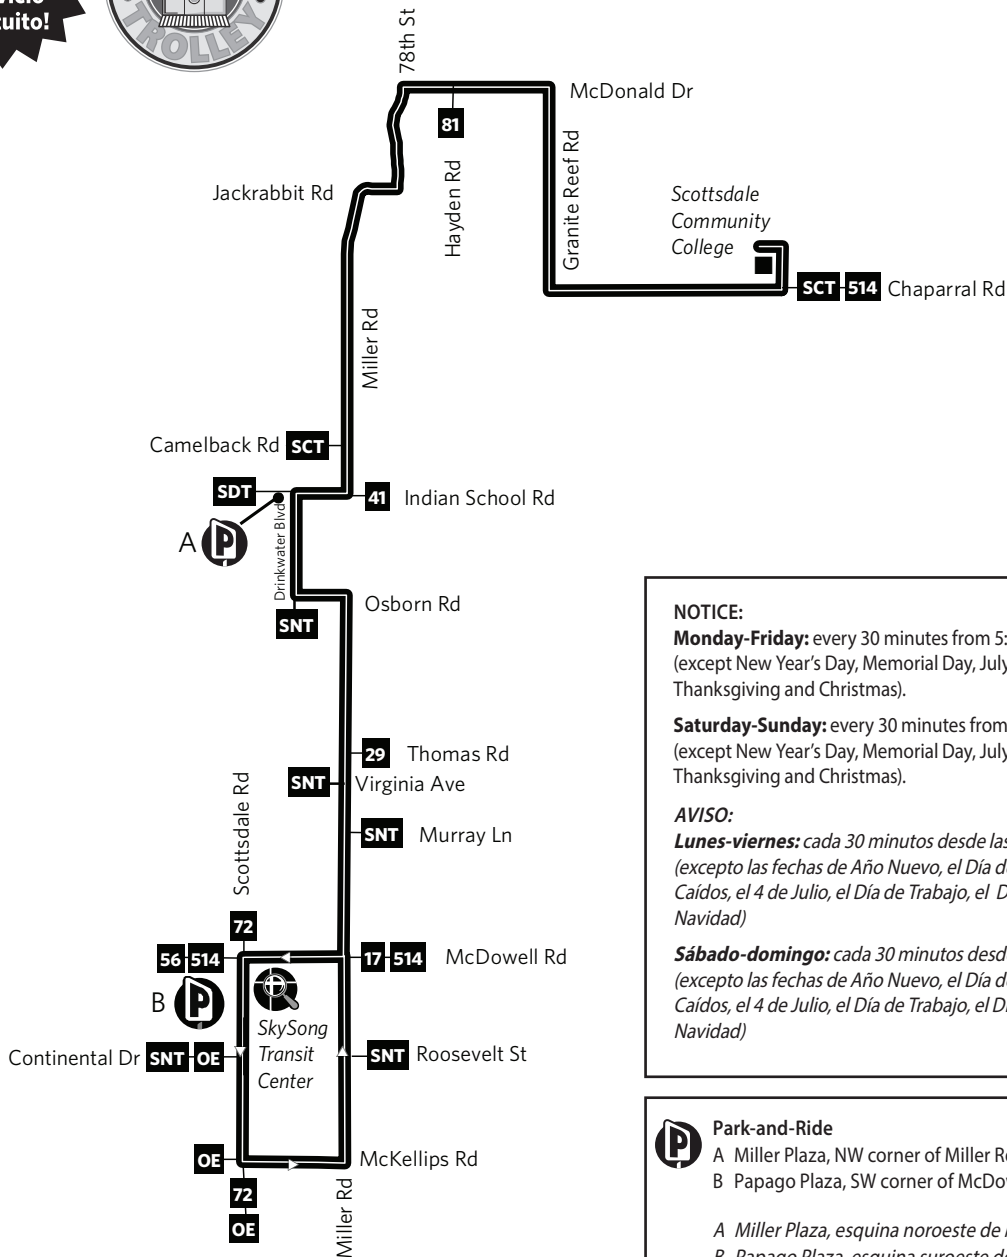 tuito!
TROLLEY
78th St
McDonald Dr
81
Hayden Rd
Granite Reef Rd
Jackrabbit Rd
Scottsdale
Community
College
SCT 514 Chaparral Rd
Miller Rd
Camelback Rd SCT
SDT
41 Indian School Rd
A P
Drinkwater Blvd
Osborn Rd
SNT
29 Thomas Rd
SNT Virginia Ave
SNT Murray Ln
Scottsdale Rd
72
56 514
17 514 McDowell Rd
B P
SkySong
Transit
Center
Continental Dr SNT OE
SNT Roosevelt St
OE
McKellips Rd
72
OE
Miller Rd
NOTICE:
Monday-Friday: every 30 minutes from 5:
(except New Year's Day, Memorial Day, July
Thanksgiving and Christmas).
Saturday-Sunday: every 30 minutes from
(except New Year's Day, Memorial Day, July
Thanksgiving and Christmas).
AVISO:
Lunes-viernes: cada 30 minutos desde las
(excepto las fechas de Año Nuevo, el Día d
Caídos, el 4 de Julio, el Día de Trabajo, el D
Navidad)
Sábado-domingo: cada 30 minutos desd
(excepto las fechas de Año Nuevo, el Día d
Caídos, el 4 de Julio, el Día de Trabajo, el D
Navidad)
P Park-and-Ride
A Miller Plaza, NW corner of Miller R
B Papago Plaza, SW corner of McDo
A Miller Plaza, esquina noroeste de
B Papago Plaza, esquina suroeste d